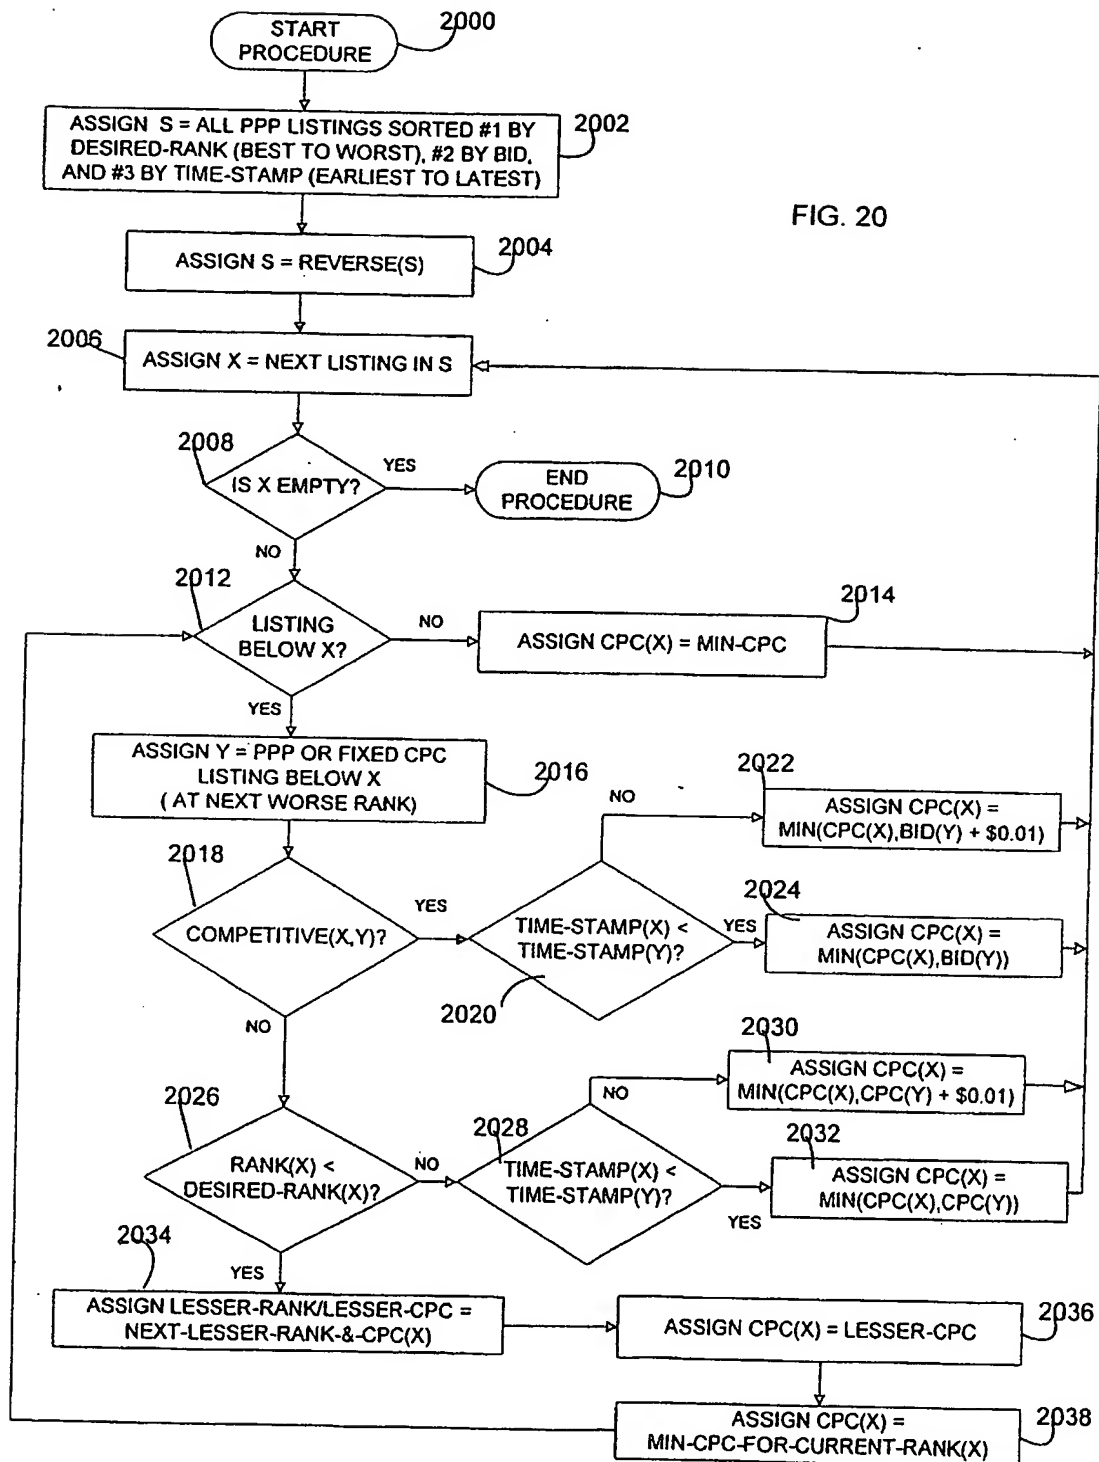 START
PROCEDURE
2000
ASSIGN S = ALL PPP LISTINGS SORTED #1 BY
DESIRED-RANK (BEST TO WORST), #2 BY BID,
AND #3 BY TIME-STAMP (EARLIEST TO LATEST)
2002
FIG. 20
ASSIGN S = REVERSE(S)
2004
2006
ASSIGN X = NEXT LISTING IN S
2008
IS X EMPTY?
YES
END
PROCEDURE
2010
NO
2012
LISTING
BELOW X?
NO
ASSIGN CPC(X) = MIN-CPC
2014
YES
ASSIGN Y = PPP OR FIXED CPC
LISTING BELOW X
( AT NEXT WORSE RANK)
2016
2018
COMPETITIVE(X,Y)?
YES
TIME-STAMP(X) <
TIME-STAMP(Y)?
2020
NO
2022
ASSIGN CPC(X) =
MIN(CPC(X),BID(Y) + $0.01)
YES
2024
ASSIGN CPC(X) =
MIN(CPC(X),BID(Y))
NO
2026
RANK(X) <
DESIRED-RANK(X)?
NO
2028
TIME-STAMP(X) <
TIME-STAMP(Y)?
NO
2030
ASSIGN CPC(X) =
MIN(CPC(X),CPC(Y) + $0.01)
YES
2032
ASSIGN CPC(X) =
MIN(CPC(X),CPC(Y))
YES
2034
ASSIGN LESSER-RANK/LESSER-CPC =
NEXT-LESSER-RANK-&-CPC(X)
ASSIGN CPC(X) = LESSER-CPC
2036
ASSIGN CPC(X) =
MIN-CPC-FOR-CURRENT-RANK(X)
2038